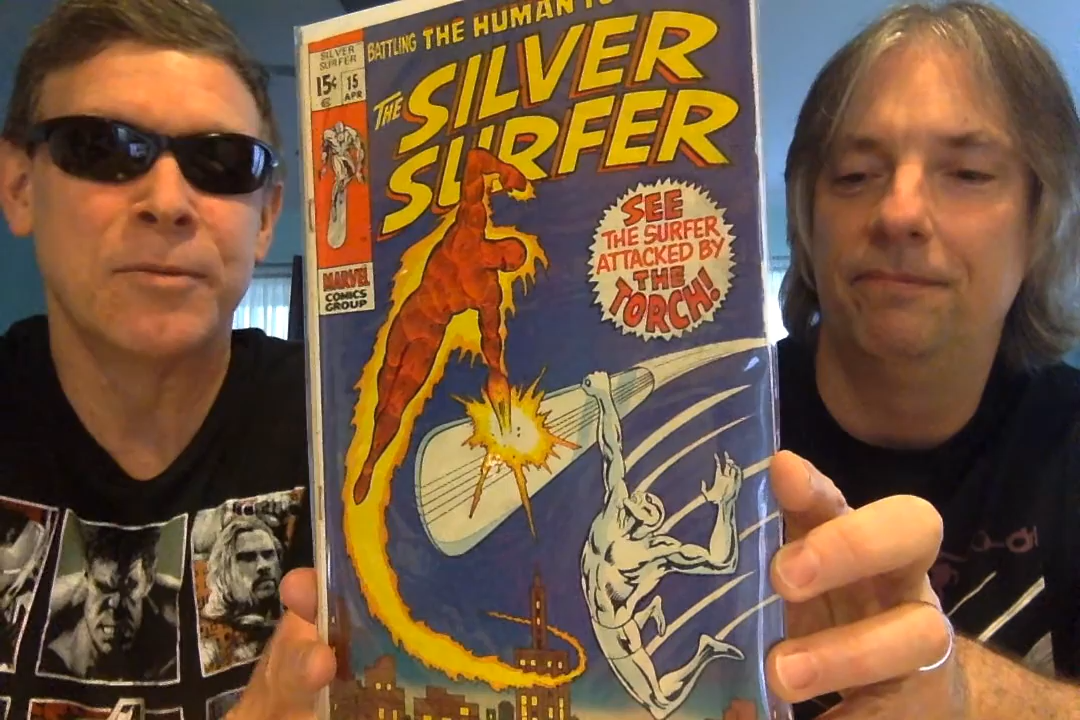 BATTLING THE HUMAN
SILVER
SURFER
15¢
15
APR
THE
SILVER
SURFER
MARVEL
COMICS
GROUP
SEE
THE SURFER
ATTACKED BY
THE
TORCH!